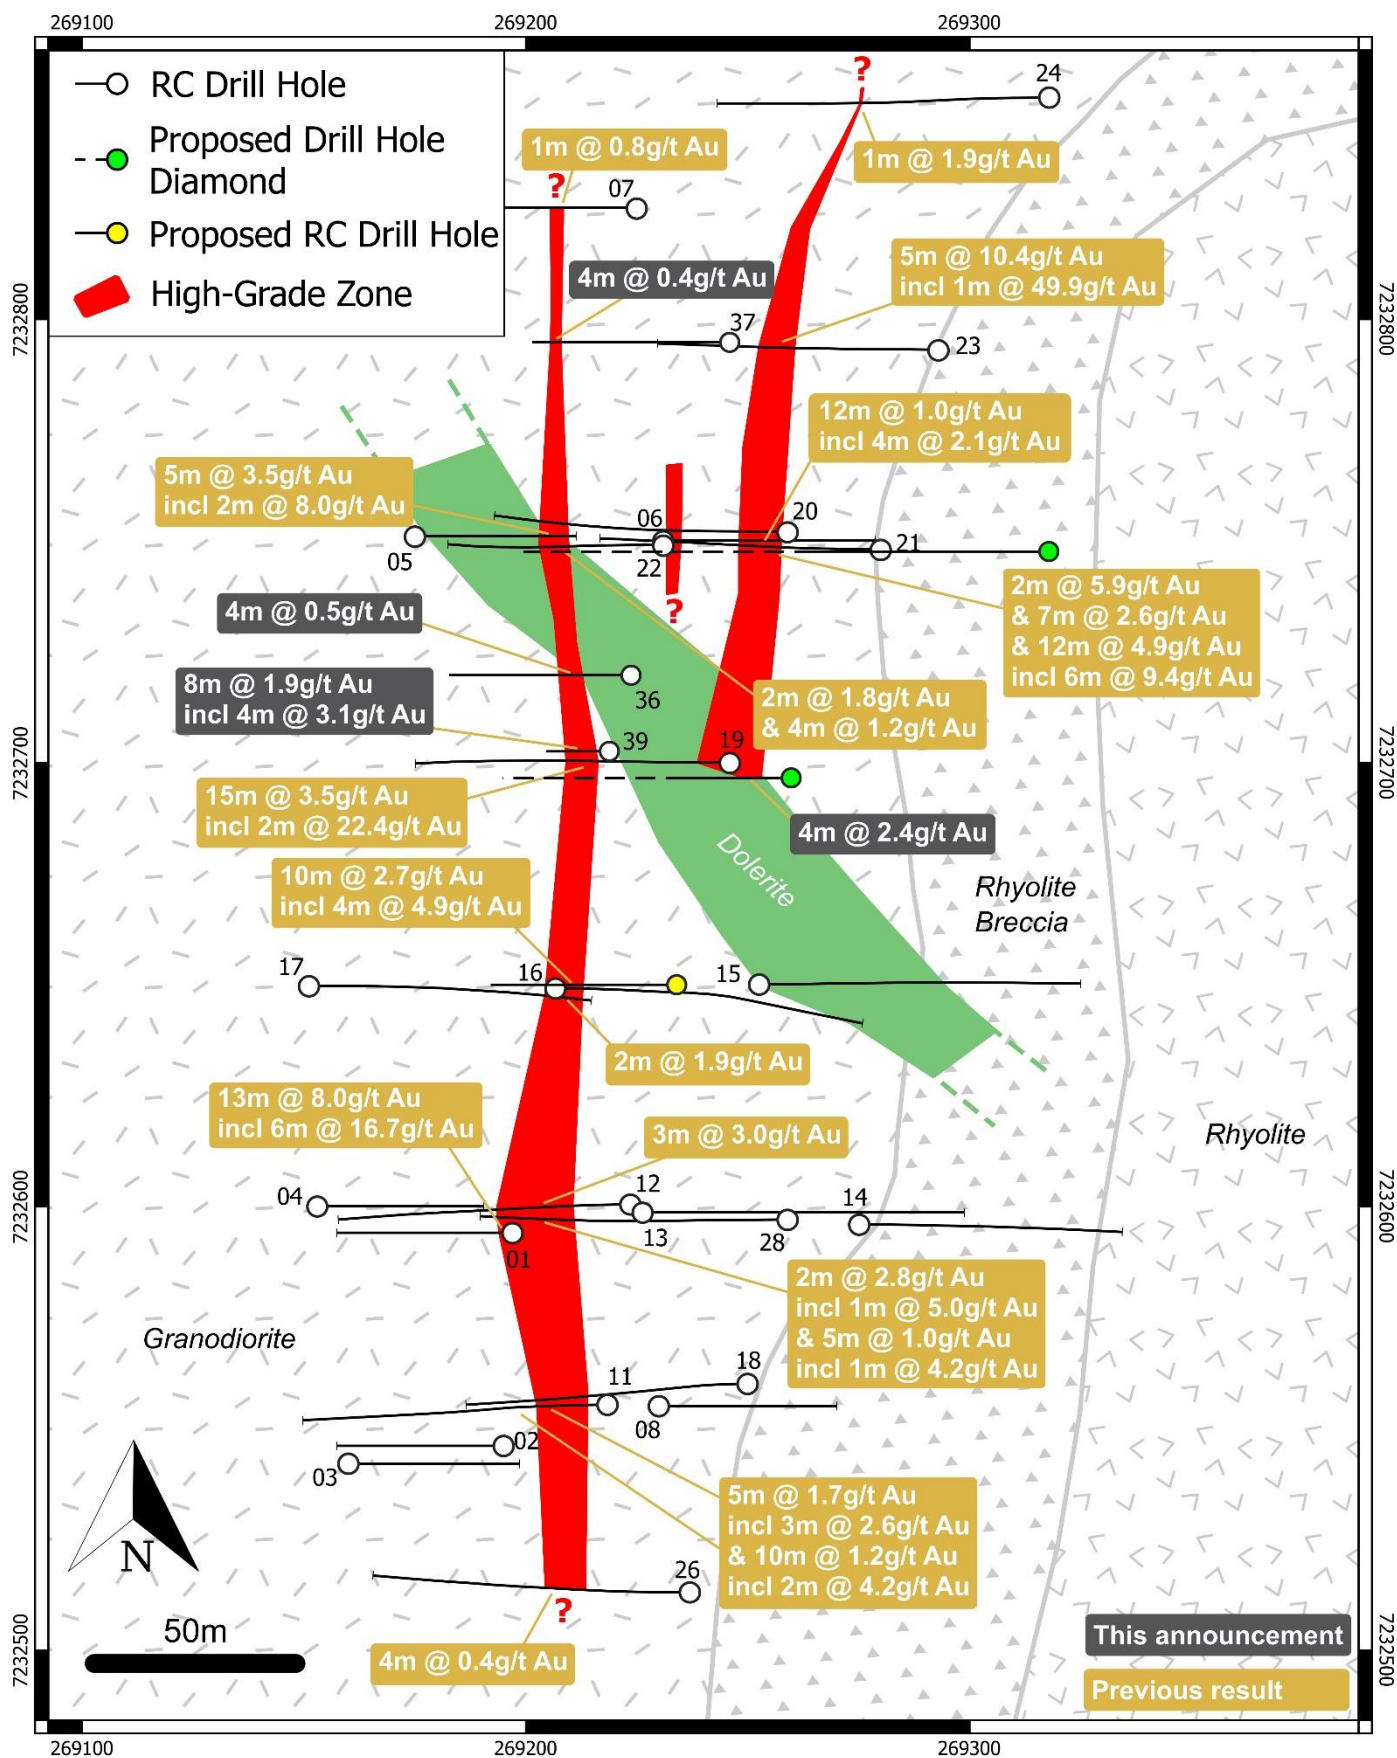 269100
269200
269300
RC Drill Hole
Proposed Drill Hole
Diamond
Proposed RC Drill Hole
High-Grade Zone
?
24
1m @ 0.8g/t Au
1m @ 1.9g/t Au
?
07
4m @ 0.4g/t Au
5m @ 10.4g/t Au
incl 1m @ 49.9g/t Au
7232800
7232800
37
23
12m @ 1.0g/t Au
incl 4m @ 2.1g/t Au
5m @ 3.5g/t Au
incl 2m @ 8.0g/t Au
06
20
05
22
21
?
2m @ 5.9g/t Au
& 7m @ 2.6g/t Au
& 12m @ 4.9g/t Au
incl 6m @ 9.4g/t Au
4m @ 0.5g/t Au
8m @ 1.9g/t Au
incl 4m @ 3.1g/t Au
36
2m @ 1.8g/t Au
& 4m @ 1.2g/t Au
39
19
7232700
7232700
15m @ 3.5g/t Au
incl 2m @ 22.4g/t Au
4m @ 2.4g/t Au
Dolerite
10m @ 2.7g/t Au
incl 4m @ 4.9g/t Au
Rhyolite
Breccia
17
16
15
2m @ 1.9g/t Au
13m @ 8.0g/t Au
incl 6m @ 16.7g/t Au
3m @ 3.0g/t Au
Rhyolite
04
12
14
7232600
7232600
01
13
28
2m @ 2.8g/t Au
incl 1m @ 5.0g/t Au
& 5m @ 1.0g/t Au
incl 1m @ 4.2g/t Au
Granodiorite
18
11
08
02
03
5m @ 1.7g/t Au
incl 3m @ 2.6g/t Au
& 10m @ 1.2g/t Au
incl 2m @ 4.2g/t Au
N
26
?
50m
4m @ 0.4g/t Au
This announcement
Previous result
7232500
7232500
269100
269200
269300